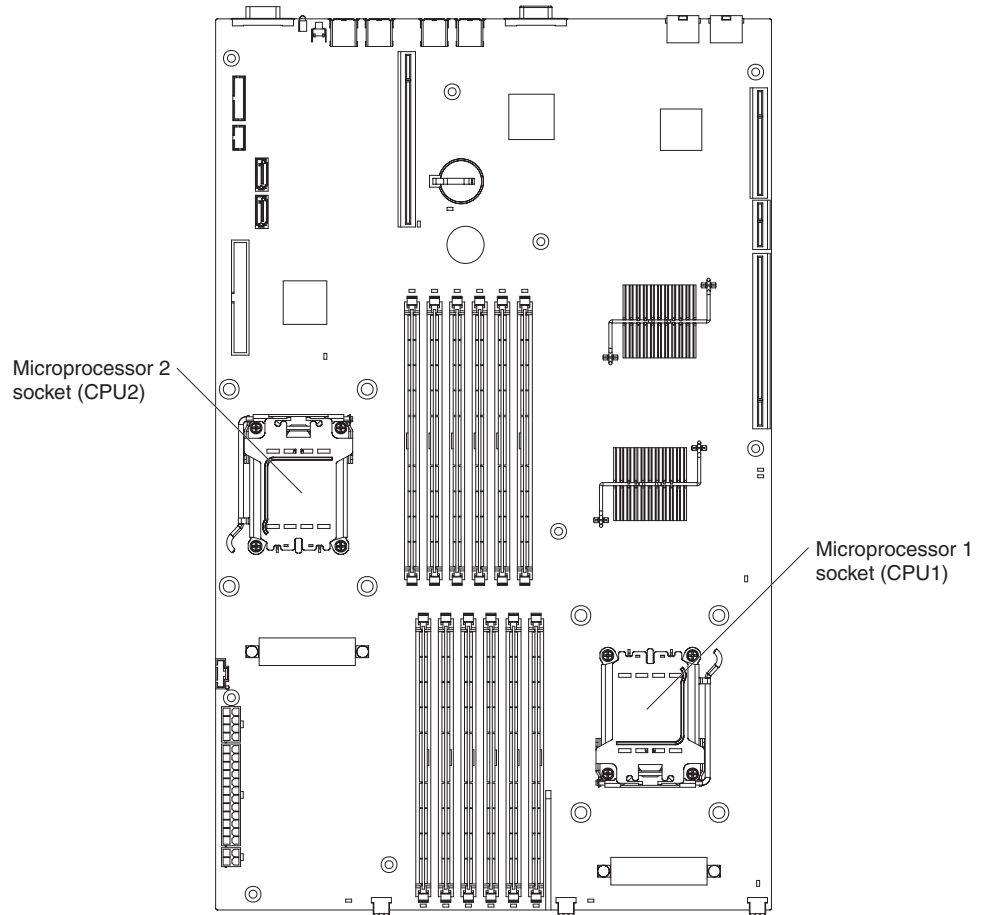 Microprocessor 2
socket (CPU2)
Microprocessor 1
socket (CPU1)